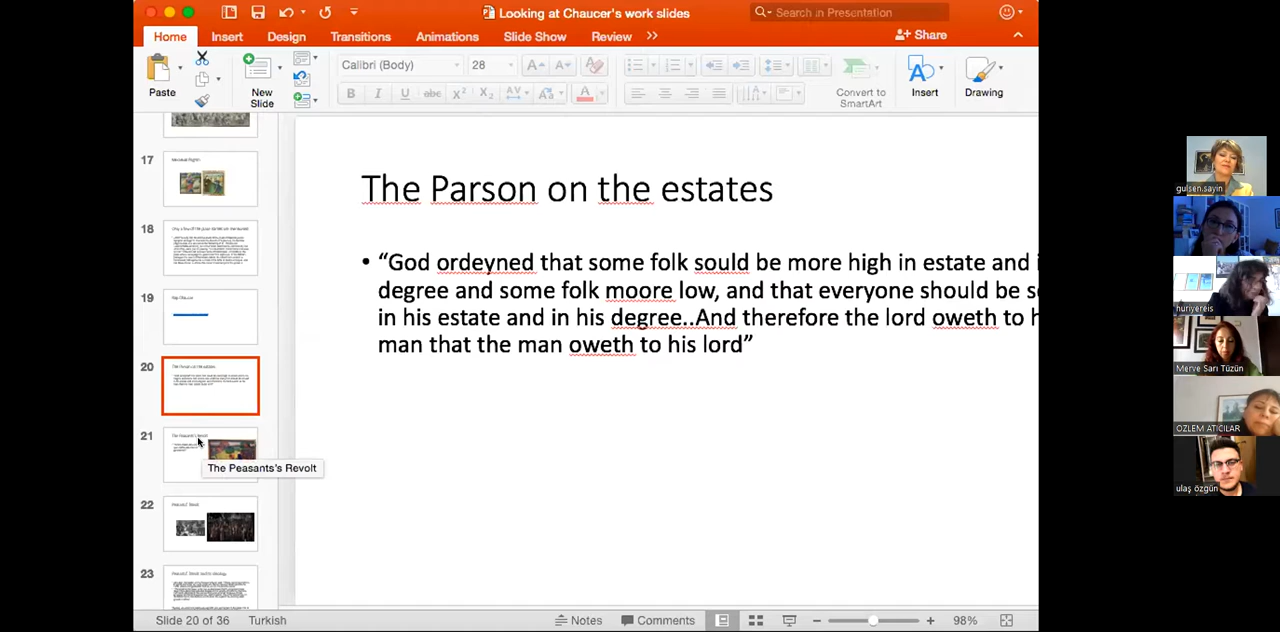 Looking at Chaucer's work slides
Search in Presentation
Home
Insert
Design
Transitions
Animations
Slide Show
Review
Share
Paste
New
Slide
Calibri (Body)
28
Convert to
SmartArt
Insert
Drawing
17
18
19
20
21
22
23
The Peasants's Revolt
The Parson on the estates
“God ordeyned that some folk sould be more high in estate and
degree and some folk moore low, and that everyone should be
in his estate and in his degree..And therefore the lord oweth to
man that the man oweth to his lord”
gulsen.sayin
nuriyereis
Merve Sarı Tüzün
OZLEM ATICILAR
ulaş özgün
Slide 20 of 36
Turkish
Notes
Comments
98%